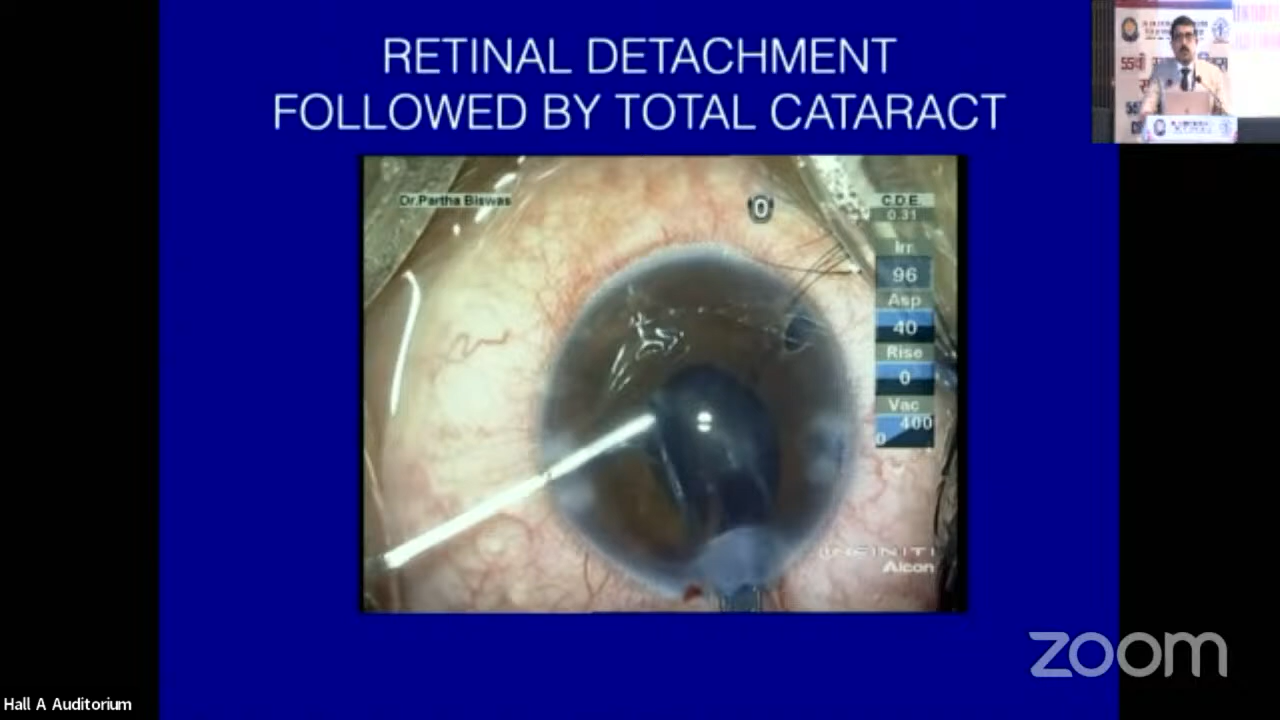 RETINAL DETACHMENT
FOLLOWED BY TOTAL CATARACT
Dr.Partha Biswas
0
C.D.E.
0.31
Irr
96
Asp
40
Rise
0
Vac
400
0
INFINITI
Alcon
55वीं
zoom
Hall A Auditorium